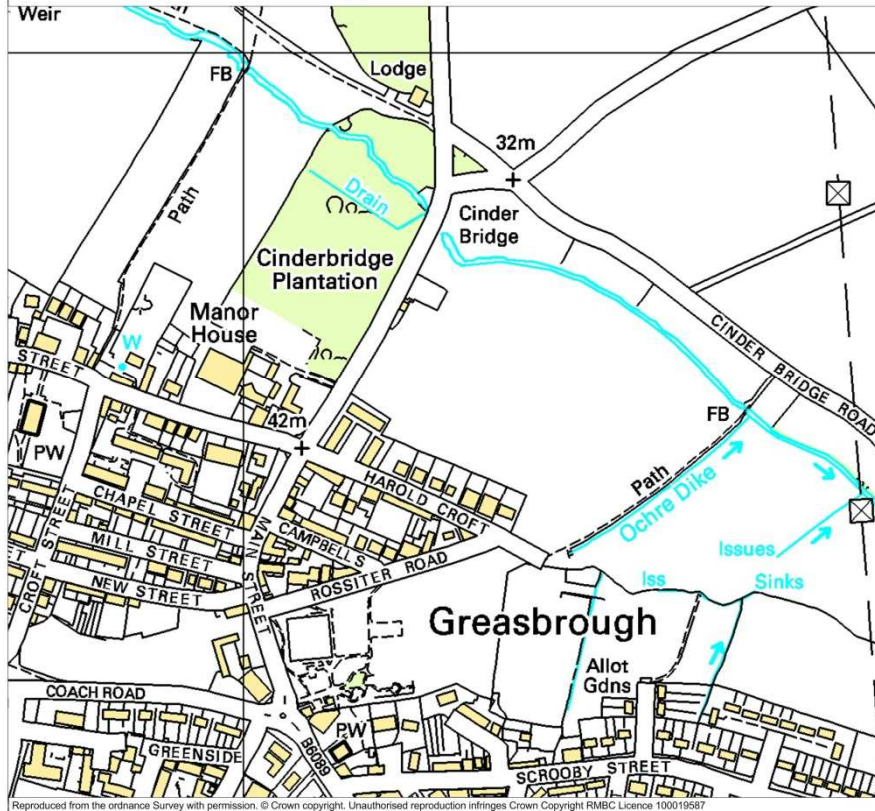 Weir
FB
Lodge
32m
Path
Drain
Cinder
Bridge
Cinderbridge
Plantation
Manor
House
W
STREET
CINDER BRIDGE ROAD
42m
FB
PW
HAROLD CROFT
Path
Ochre Dike
CHAPEL STREET
MILL STREET
NEW STREET
CROFT STREET
MAIN STREET
CAMPBELLS
ROSSITER ROAD
Issues
Iss
Sinks
Greasbrough
Allot
Gdns
COACH ROAD
GREENSIDE
B6089
PW
SCROOBY STREET
Reproduced from the ordnance Survey with permission. © Crown copyright. Unauthorised reproduction infringes Crown Copyright RMBC Licence 100019587